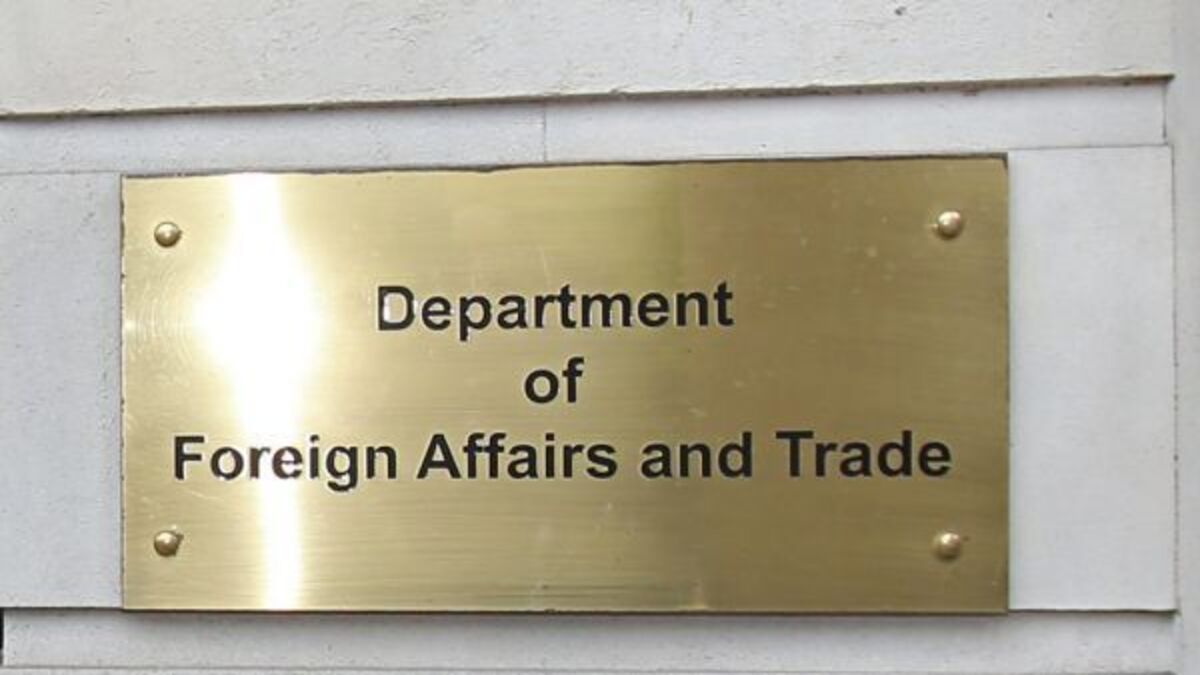 Department
of
Foreign Affairs and Trade